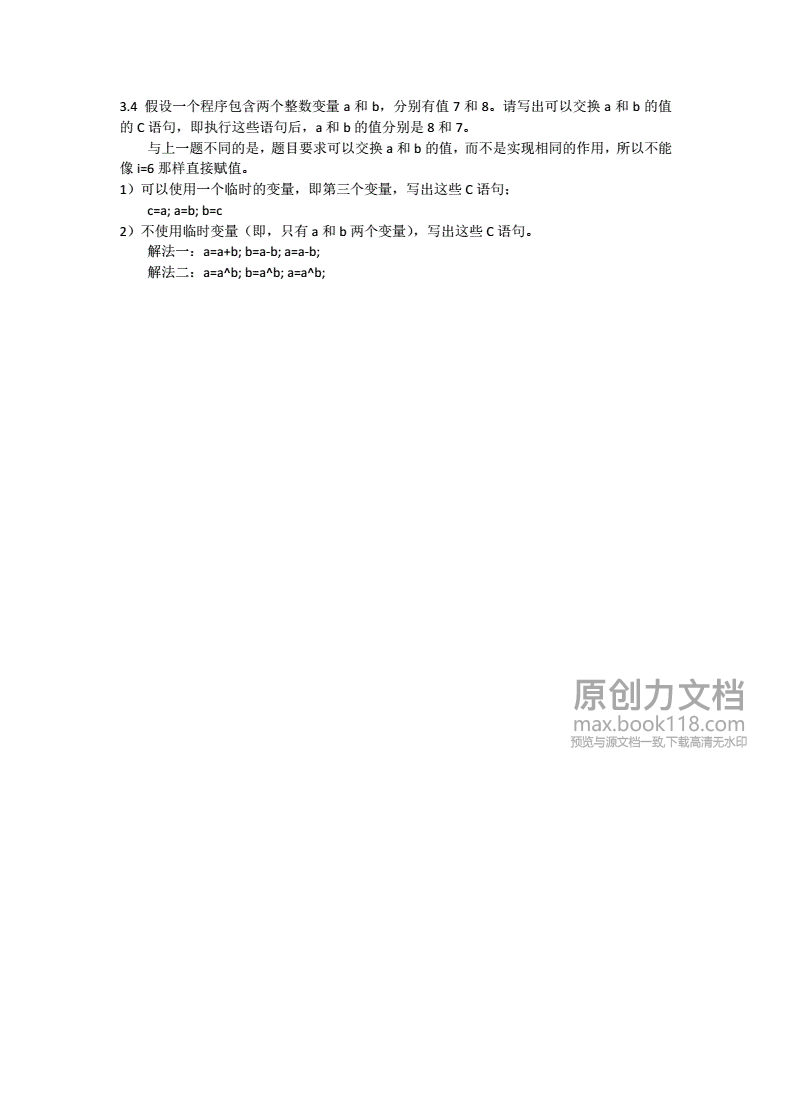 3.4 假设一个程序包含两个整数变量 a 和 b，分别有值 7 和 8。请写出可以交换 a 和 b 的值
的 C 语句，即执行这些语句后，a 和 b 的值分别是 8 和 7。
与上一题不同的是，题目要求可以交换 a 和 b 的值，而不是实现相同的作用，所以不能
像 i=6 那样直接赋值。
1）可以使用一个临时的变量，即第三个变量，写出这些 C 语句；
c=a; a=b; b=c
2）不使用临时变量（即，只有 a 和 b 两个变量），写出这些 C 语句。
解法一：a=a+b; b=a-b; a=a-b;
解法二：a=a^b; b=a^b; a=a^b;
原创力文档
max.book118.com
预览与源文档一致,下载高清无水印